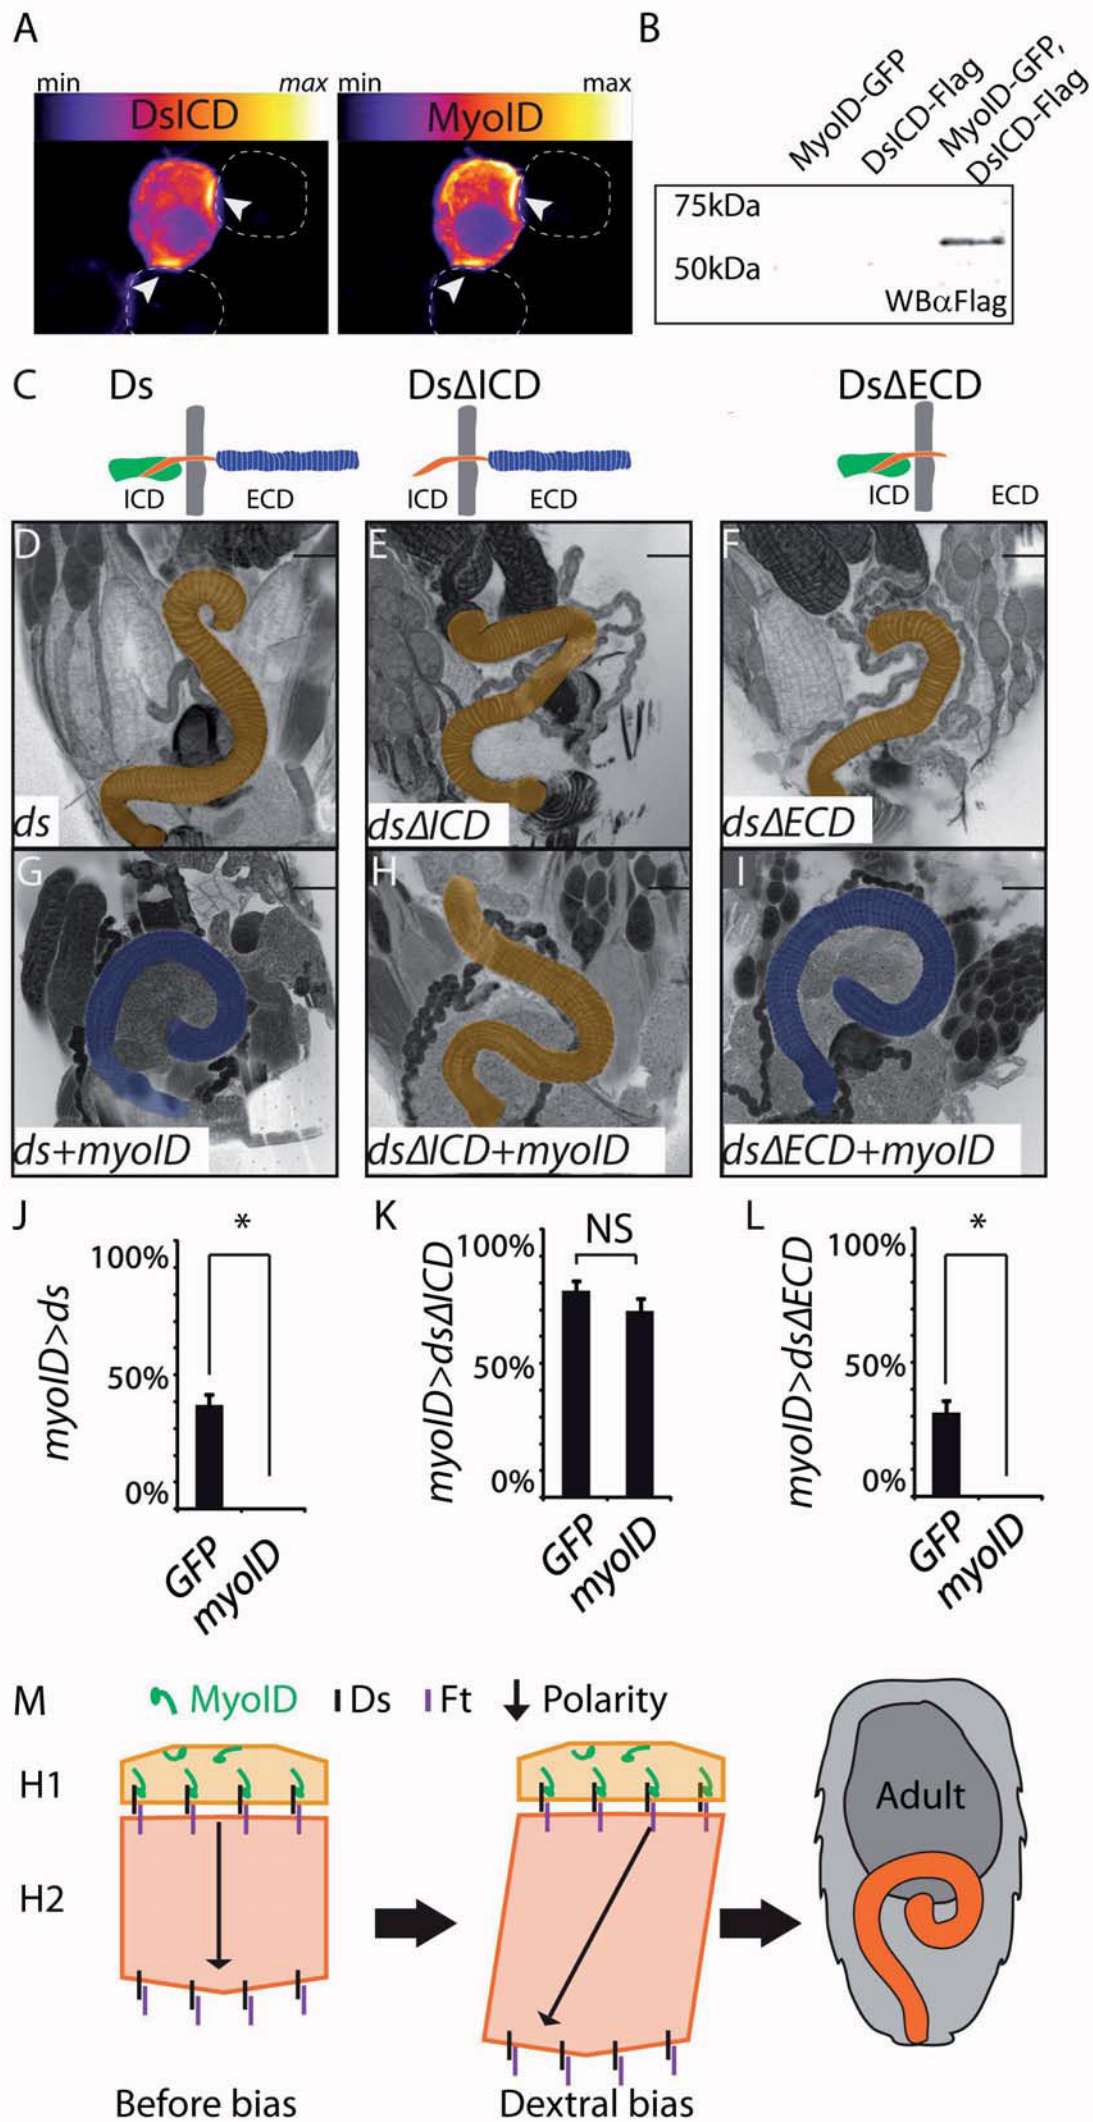 A
B
min
max
min
max
DsICD
MyoID
MyoID-GFP
DsICD-Flag
MyoID-GFP,
DsICD-Flag
75kDa
50kDa
WBαFlag
C
Ds
DsΔICD
DsΔECD
ICD
ECD
ICD
ECD
ICD
ECD
D
E
F
ds
dsΔICD
dsΔECD
G
H
I
ds+myoID
dsΔICD+myoID
dsΔECD+myoID
J
*
100%
50%
0%
myoID>ds
GFP
myoID
K
NS
100%
50%
0%
myoID>dsΔICD
GFP
myoID
L
*
100%
50%
0%
myoID>dsΔECD
GFP
myoID
M
MyoID
Ds
Ft
Polarity
H1
H2
Adult
Before bias
Dextral bias